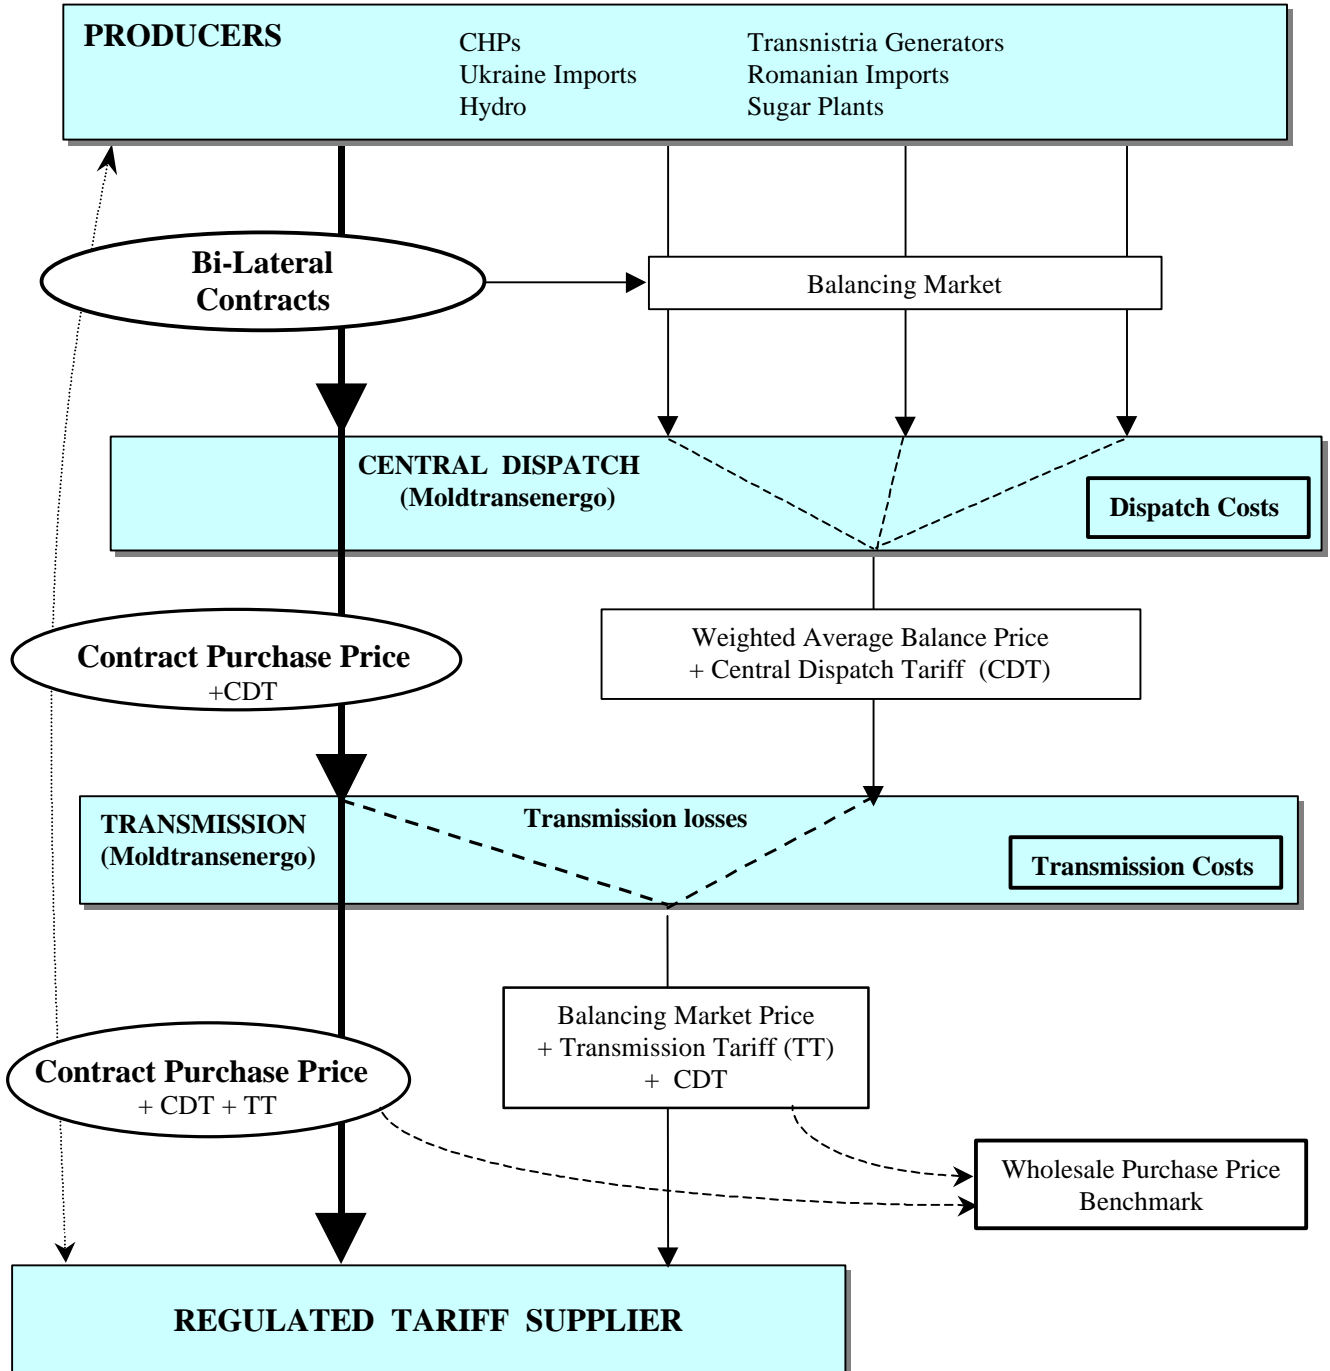 PRODUCERS
CHPs
Ukraine Imports
Hydro
Transnistria Generators
Romanian Imports
Sugar Plants
Bi-Lateral
Contracts
Balancing Market
CENTRAL DISPATCH
(Moldtransenergo)
Dispatch Costs
Contract Purchase Price
+CDT
Weighted Average Balance Price
+ Central Dispatch Tariff (CDT)
TRANSMISSION
(Moldtransenergo)
Transmission losses
Transmission Costs
Contract Purchase Price
+ CDT + TT
Balancing Market Price
+ Transmission Tariff (TT)
+ CDT
Wholesale Purchase Price
Benchmark
REGULATED TARIFF SUPPLIER